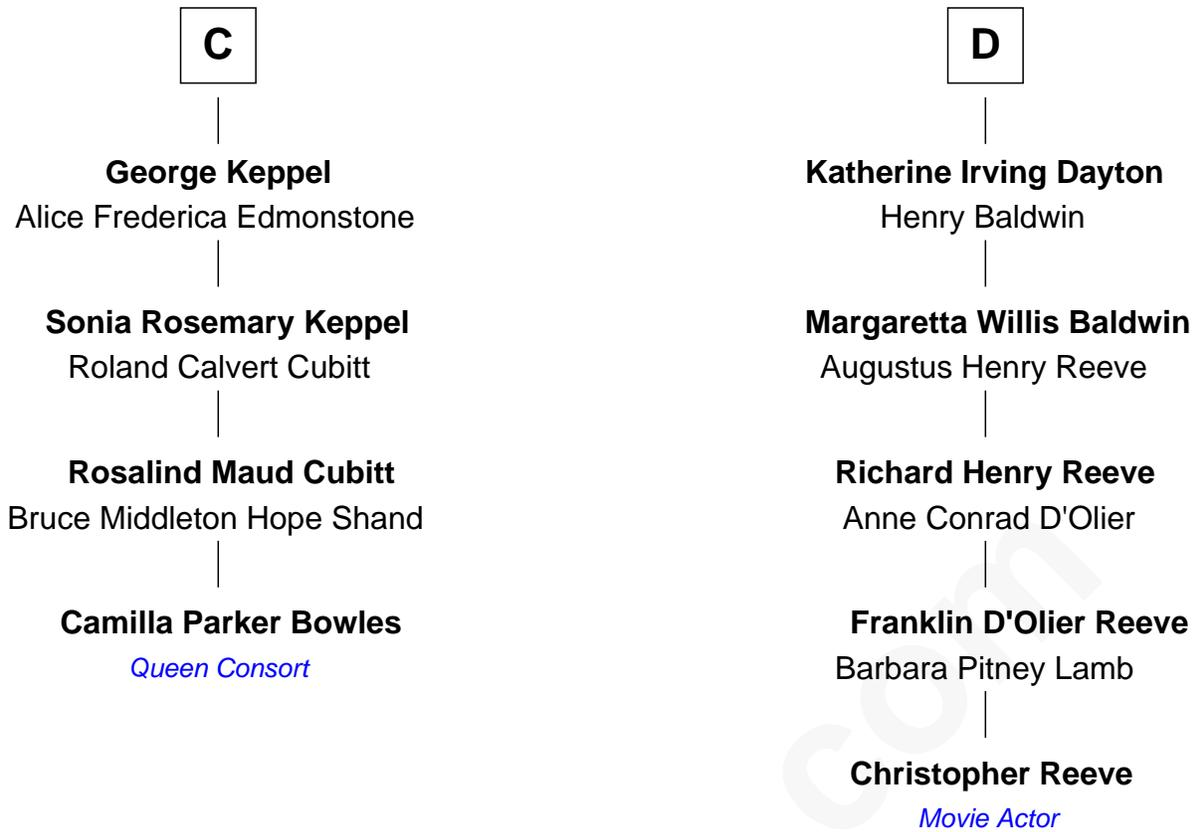 C
George Keppel
Alice Frederica Edmonstone
Sonia Rosemary Keppel
Roland Calvert Cubitt
Rosalind Maud Cubitt
Bruce Middleton Hope Shand
Camilla Parker Bowles
Queen Consort
D
Katherine Irving Dayton
Henry Baldwin
Margaretta Willis Baldwin
Augustus Henry Reeve
Richard Henry Reeve
Anne Conrad D'Olier
Franklin D'Olier Reeve
Barbara Pitney Lamb
Christopher Reeve
Movie Actor
com